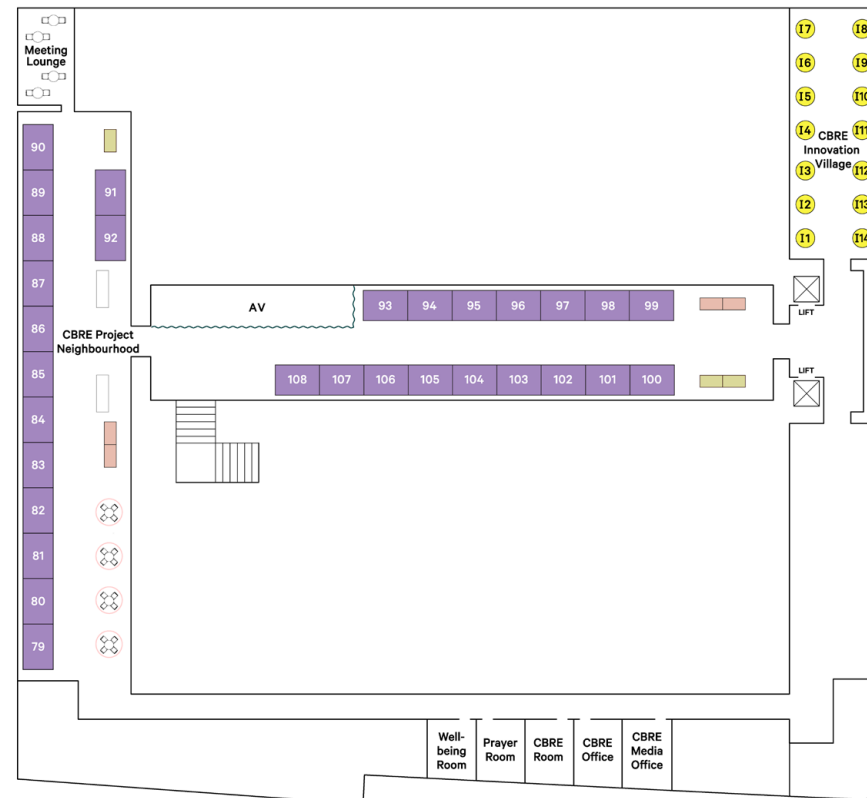 Meeting
Lounge
I7
I8
I6
I9
I5
I10
I4
I11
CBRE
Innovation
Village
I3
I12
I2
I13
I1
I14
90
89
88
87
86
85
84
83
82
81
80
79
91
92
CBRE Project
Neighbourhood
AV
93 94 95 96 97 98 99
108 107 106 105 104 103 102 101 100
LIFT
LIFT
Well-
being
Room
Prayer
Room
CBRE
Room
CBRE
Office
CBRE
Media
Office